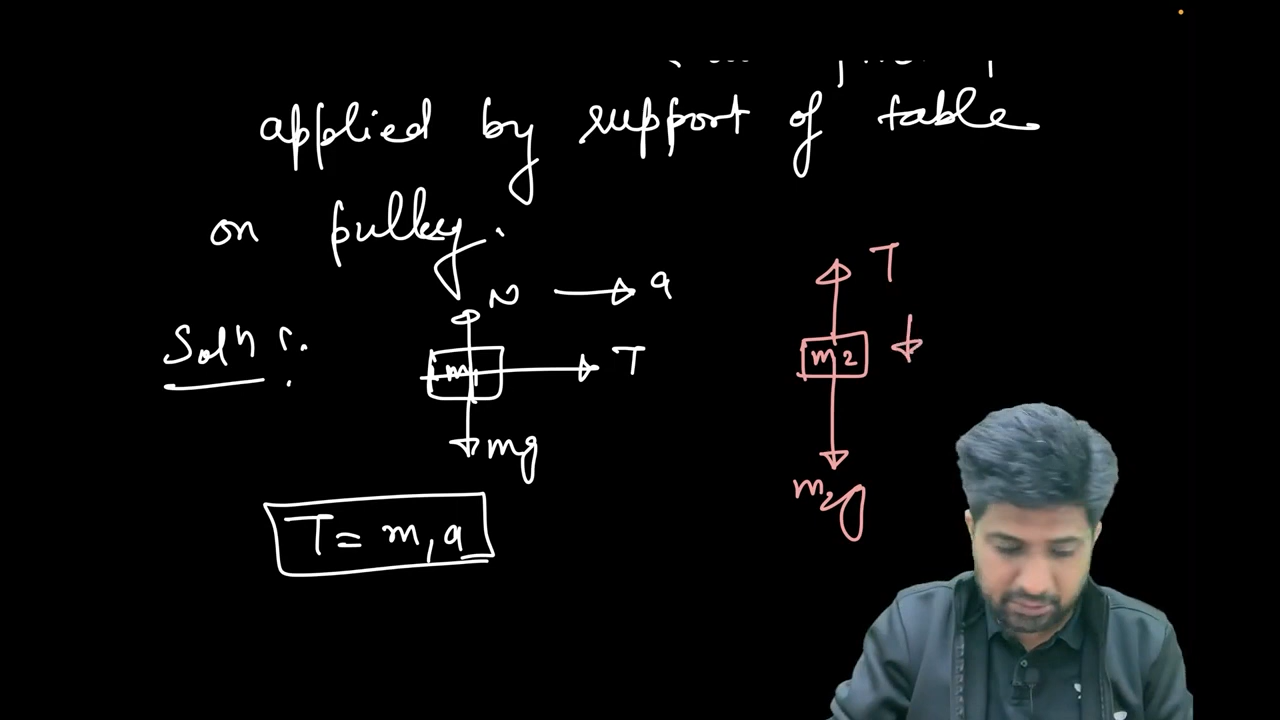 applied by support of table
on pulley.
N → a
T
Soln :
m1
T
m2
mg
m2g
T = m1a